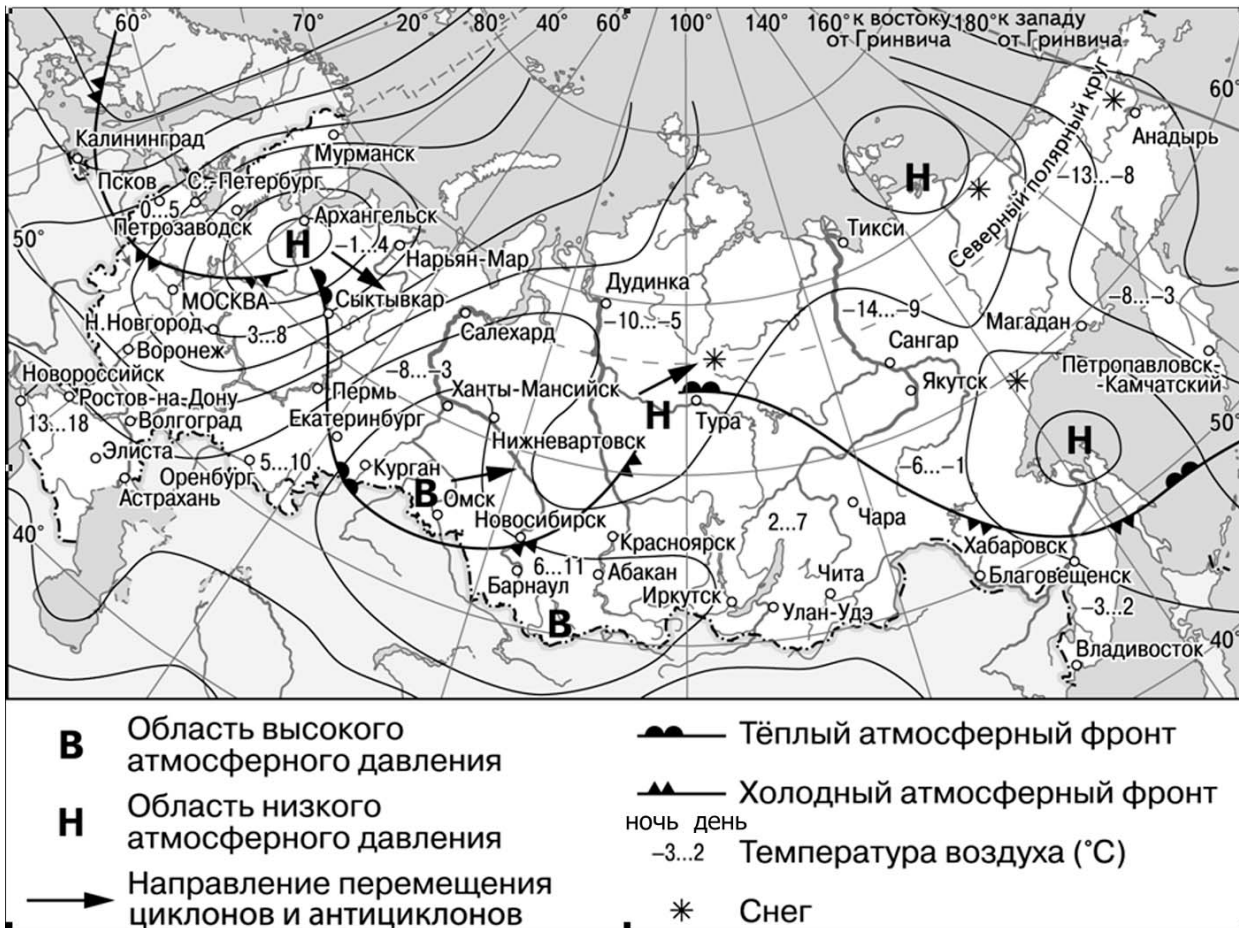 60° 70° 20° 80° 40° 60° 100° 140° 160° к востоку 180° к западу
от Гринвича от Гринвича
60°
Северный полярный круг
Анадырь
Калининград
Мурманск
–13...–8
Псков С.-Петербург
0...5
Архангельск
Петрозаводск
Н
–1...4
Нарьян-Мар
Н
Тикси
50°
МОСКВА
Сыктывкар
Дудинка
–10...–5
–14...–9
–8...–3
Н.Новгород
3...8
Салехард
Магадан
Сангар
Воронеж
Новороссийск
Ростов-на-Дону
Пермь
–8...–3
Ханты-Мансийск
Н
Тура
Якутск
Петропавловск-
-Камчатский
13...18
Волгоград
Екатеринбург
Нижневартовск
Н
50°
Элиста
Оренбург
5...10
Курган
–6...–1
Астрахань
В
Омск
Новосибирск
2...7
Чара
40°
Красноярск
Хабаровск
6...11
Барнаул
Абакан
Иркутск
Чита
Благовещенск
В
Улан-Удэ
–3...2
40°
Владивосток
В Область высокого
атмосферного давления
Н Область низкого
атмосферного давления
Направление перемещения
циклонов и антициклонов
Тёплый атмосферный фронт
Холодный атмосферный фронт
ночь день
–3...2 Температура воздуха (°С)
Снег